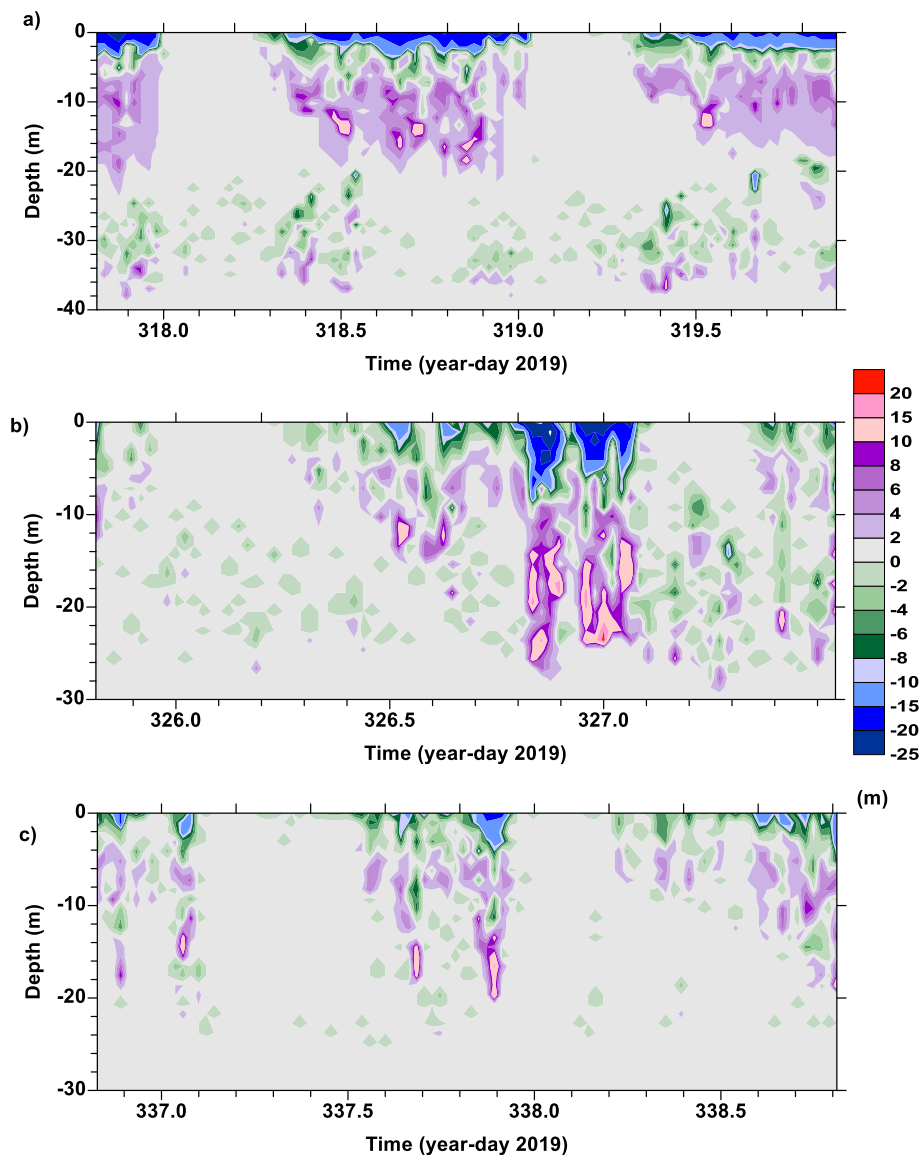 a)
0
-10
-20
-30
-40
Depth (m)
318.0 318.5 319.0 319.5
Time (year-day 2019)
b)
0
-10
-20
-30
Depth (m)
326.0 326.5 327.0
Time (year-day 2019)
20
15
10
8
6
4
2
0
-2
-4
-6
-8
-10
-15
-20
-25
(m)
c)
0
-10
-20
-30
Depth (m)
337.0 337.5 338.0 338.5
Time (year-day 2019)